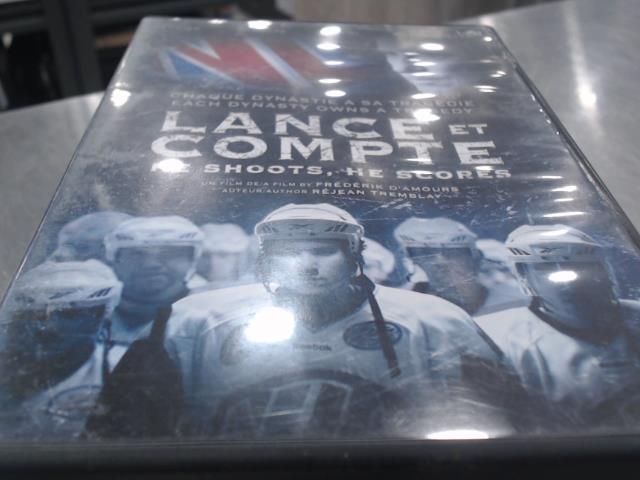 CHAQUE DYNASTIE A SA TRAGÉDIE
EACH DYNASTY OWNS A TRAGEDY
LANCE ET
COMPTE
HE SHOOTS, HE SCORES
UN FILM DE/A FILM BY FRÉDÉRIK D'AMOURS
AUTEUR/AUTHOR RÉJEAN TREMBLAY
Reebok